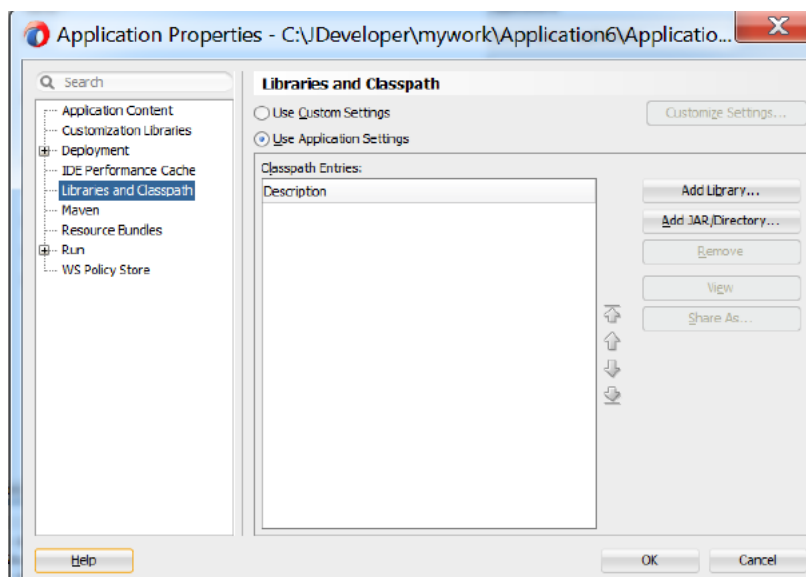 Application Properties - C:\JDeveloper\mywork\Application6\Applicatio...
Search
Application Content
Customization Libraries
Deployment
IDE Performance Cache
Libraries and Classpath
Maven
Resource Bundles
Run
WS Policy Store
Libraries and Classpath
Use Custom Settings
Customize Settings...
Use Application Settings
Classpath Entries:
Description
Add Library...
Add JAR/Directory...
Remove
View
Share As...
Help
OK
Cancel